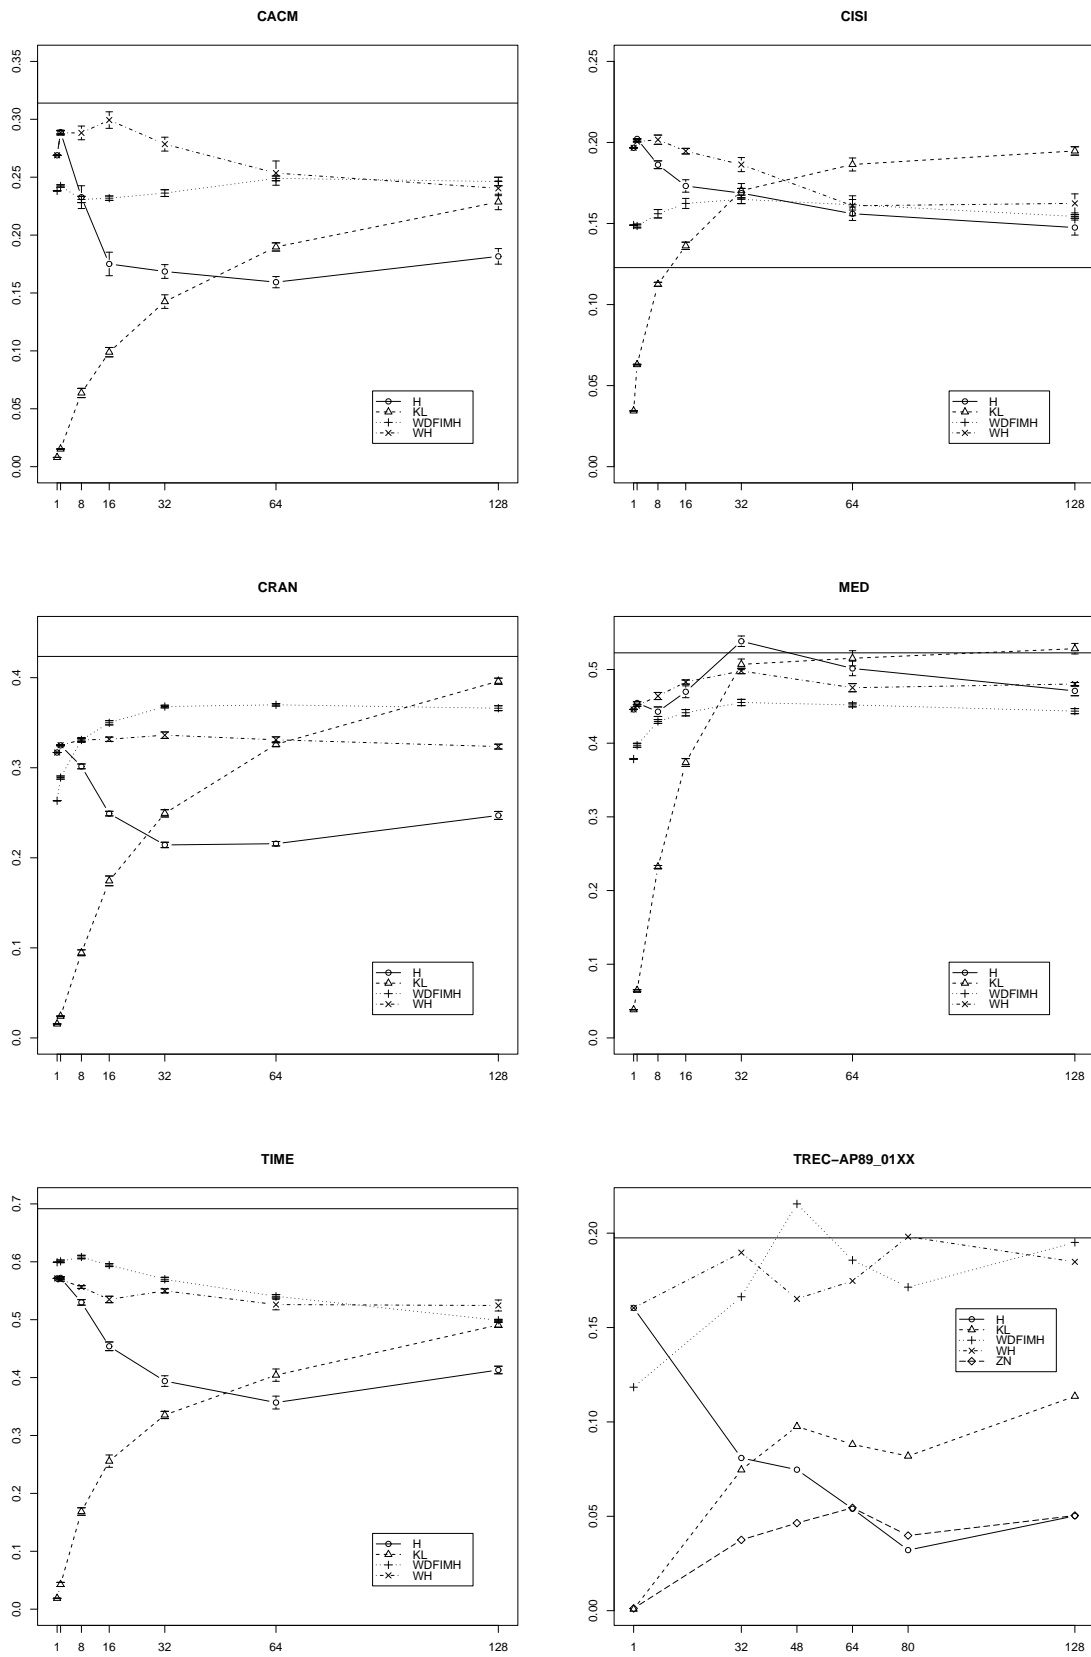 CACM
0.35
0.30
0.25
0.20
0.15
0.10
0.05
0.00
1 8 16 32 64 128
H
KL
WDFIMH
WH
CISI
0.25
0.20
0.15
0.10
0.05
0.00
1 8 16 32 64 128
H
KL
WDFIMH
WH
CRAN
0.4
0.3
0.2
0.1
0.0
1 8 16 32 64 128
H
KL
WDFIMH
WH
MED
0.5
0.4
0.3
0.2
0.1
0.0
1 8 16 32 64 128
H
KL
WDFIMH
WH
TIME
0.7
0.6
0.5
0.4
0.3
0.2
0.1
0.0
1 8 16 32 64 128
H
KL
WDFIMH
WH
TREC−AP89_01XX
0.20
0.15
0.10
0.05
0.00
1 32 48 64 80 128
H
KL
WDFIMH
WH
ZN